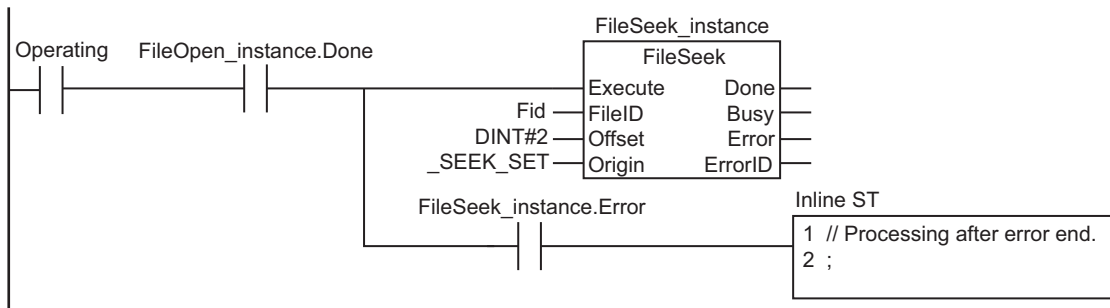 FileSeek_instance
Operating FileOpen_instance.Done FileSeek
Execute Done
Fid FileID Busy
DINT#2 Offset Error
_SEEK_SET Origin ErrorID
FileSeek_instance.Error Inline ST
1 // Processing after error end.
2 ;